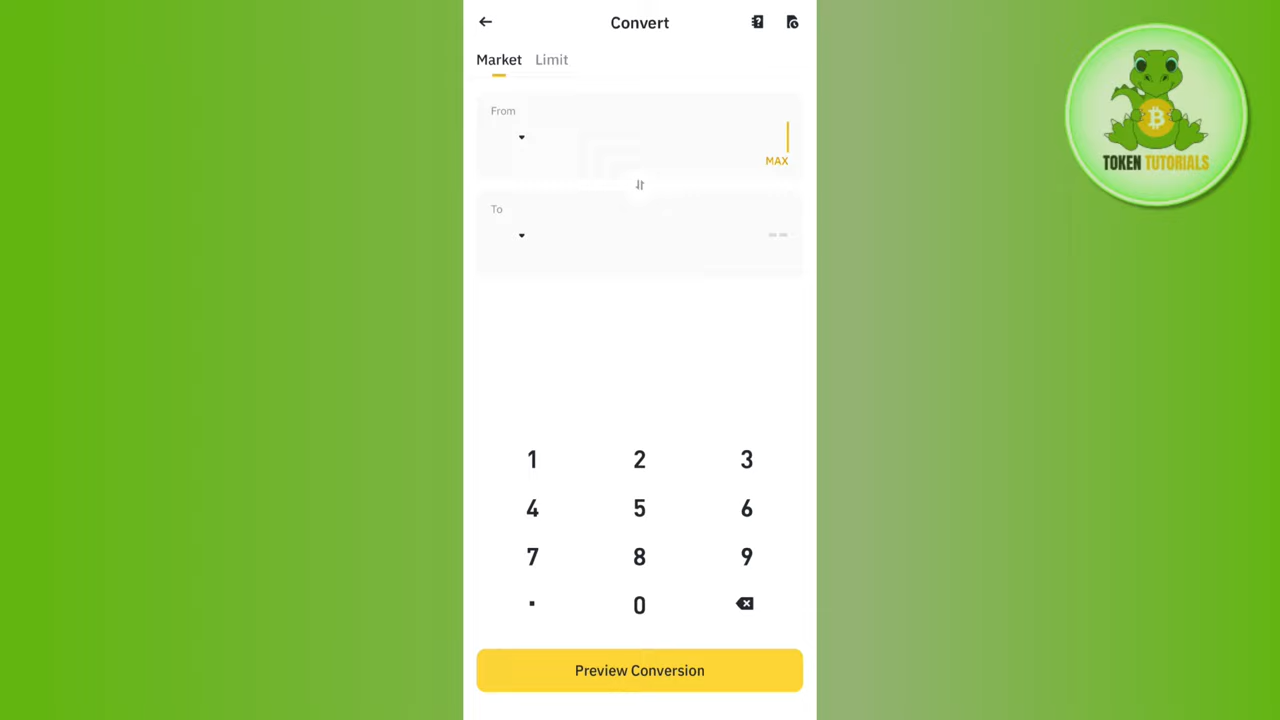 Convert
Market Limit
From
MAX
To
1 2 3
4 5 6
7 8 9
. 0
Preview Conversion
TOKEN TUTORIALS